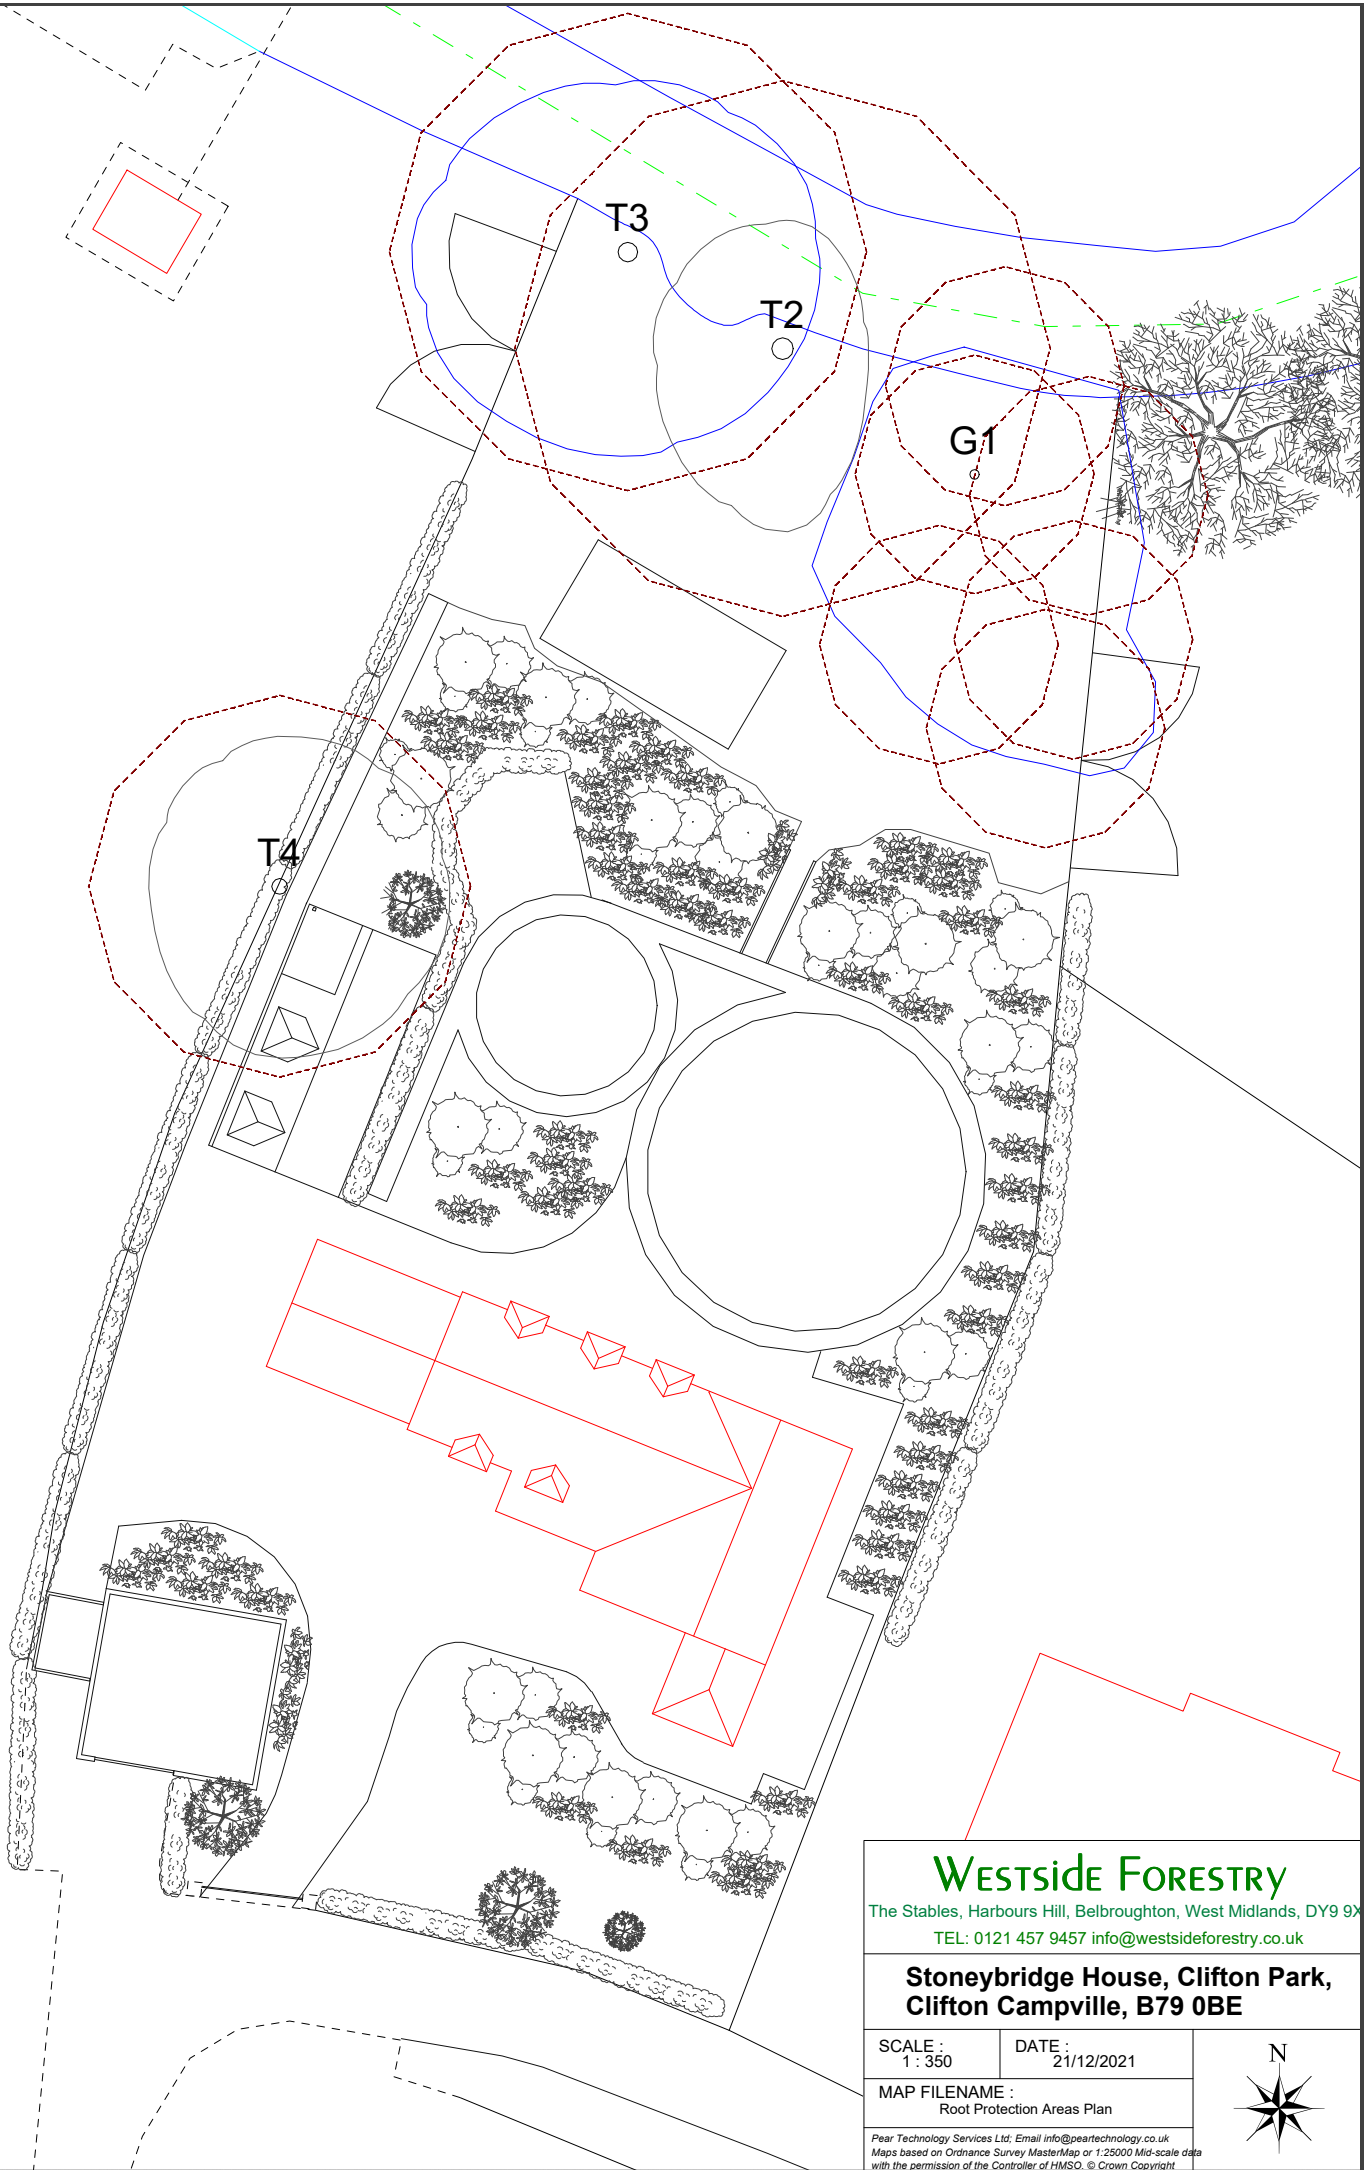 T3
T2
G1
T4
WESTSIDE FORESTRY
The Stables, Harbours Hill, Belbroughton, West Midlands, DY9 9X
TEL: 0121 457 9457 info@westsideforestry.co.uk
Stoneybridge House, Clifton Park,
Clifton Campville, B79 0BE
SCALE :
1 : 350
DATE :
21/12/2021
N
MAP FILENAME :
Root Protection Areas Plan
Pear Technology Services Ltd; Email info@peartechnology.co.uk
Maps based on Ordnance Survey MasterMap or 1:25000 Mid-scale data
with the permission of the Controller of HMSO. © Crown Copyright